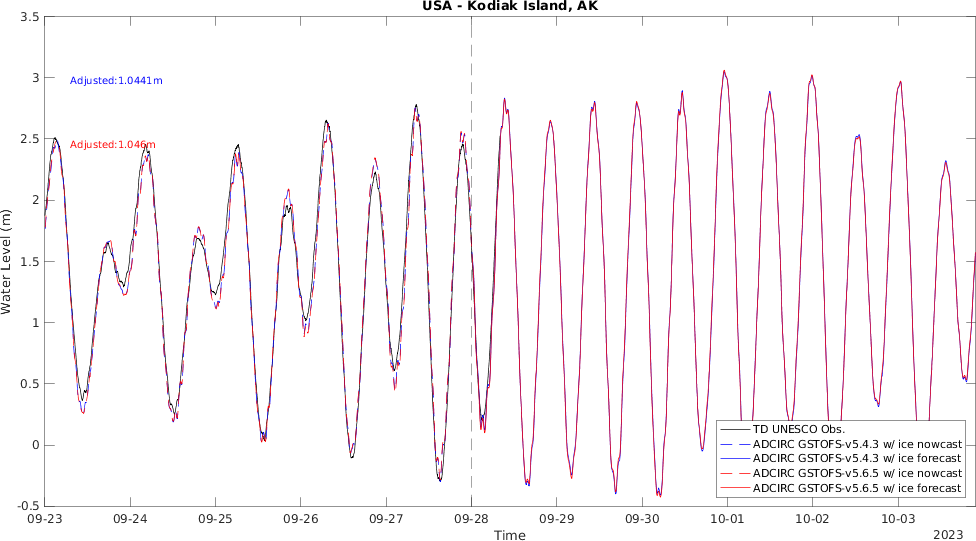 USA - Kodiak Island, AK
3.5
3
2.5
2
1.5
1
0.5
0
-0.5
Water Level (m)
Adjusted:1.0441m
Adjusted:1.046m
TD UNESCO Obs.
ADCIRC GSTOFS-v5.4.3 w/ ice nowcast
ADCIRC GSTOFS-v5.4.3 w/ ice forecast
ADCIRC GSTOFS-v5.6.5 w/ ice nowcast
ADCIRC GSTOFS-v5.6.5 w/ ice forecast
09-23 09-24 09-25 09-26 09-27 09-28 09-29 09-30 10-01 10-02 10-03
Time
2023